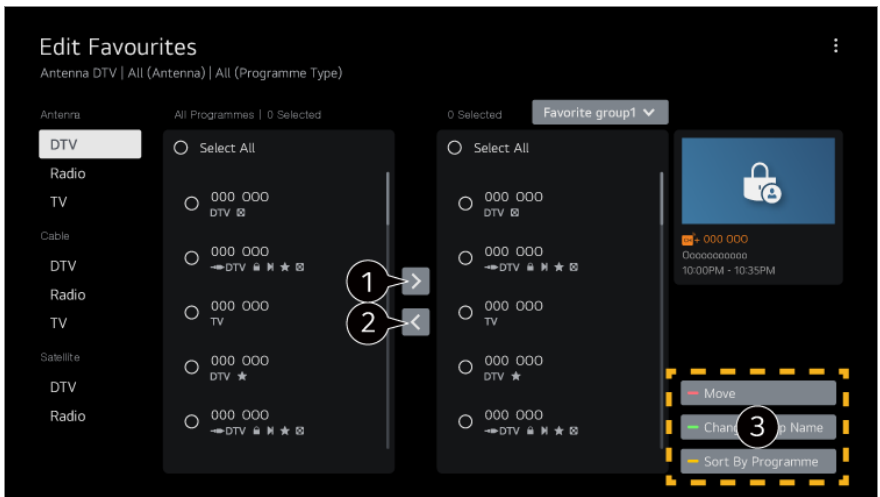 Edit Favourites
Antenna DTV | All (Antenna) | All (Programme Type)
Antenna
DTV
Radio
TV
Cable
DTV
Radio
TV
Satellite
DTV
Radio
All Programmes | 0 Selected
Select All
000 000
DTV
000 000
DTV
000 000
TV
000 000
DTV
000 000
DTV
1
2
0 Selected
Favorite group1
Select All
000 000
DTV
000 000
DTV
000 000
TV
000 000
DTV
000 000
DTV
CH+ 000 000
Oooooooooo
10:00PM - 10:35PM
Move
3
Name
Sort By Programme